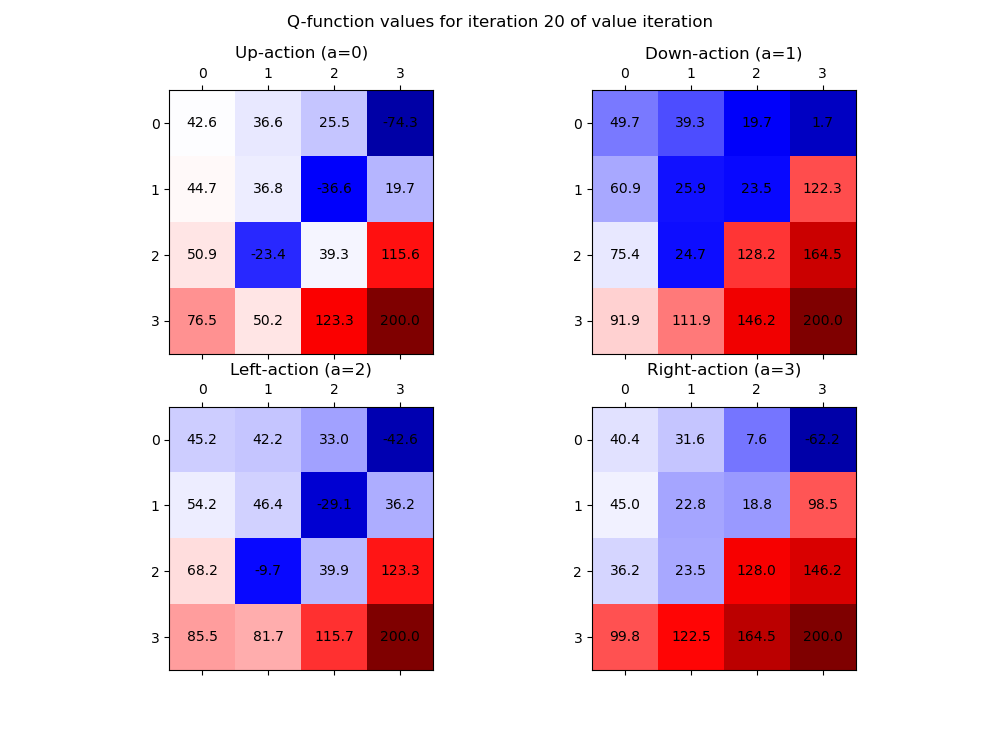 Q-function values for iteration 20 of value iteration
Up-action (a=0)
0 1 2 3
0 42.6 36.6 25.5 -74.3
1 44.7 36.8 -36.6 19.7
2 50.9 -23.4 39.3 115.6
3 76.5 50.2 123.3 200.0
Down-action (a=1)
0 1 2 3
0 49.7 39.3 19.7 1.7
1 60.9 25.9 23.5 122.3
2 75.4 24.7 128.2 164.5
3 91.9 111.9 146.2 200.0
Left-action (a=2)
0 1 2 3
0 45.2 42.2 33.0 -42.6
1 54.2 46.4 -29.1 36.2
2 68.2 -9.7 39.9 123.3
3 85.5 81.7 115.7 200.0
Right-action (a=3)
0 1 2 3
0 40.4 31.6 7.6 -62.2
1 45.0 22.8 18.8 98.5
2 36.2 23.5 128.0 146.2
3 99.8 122.5 164.5 200.0